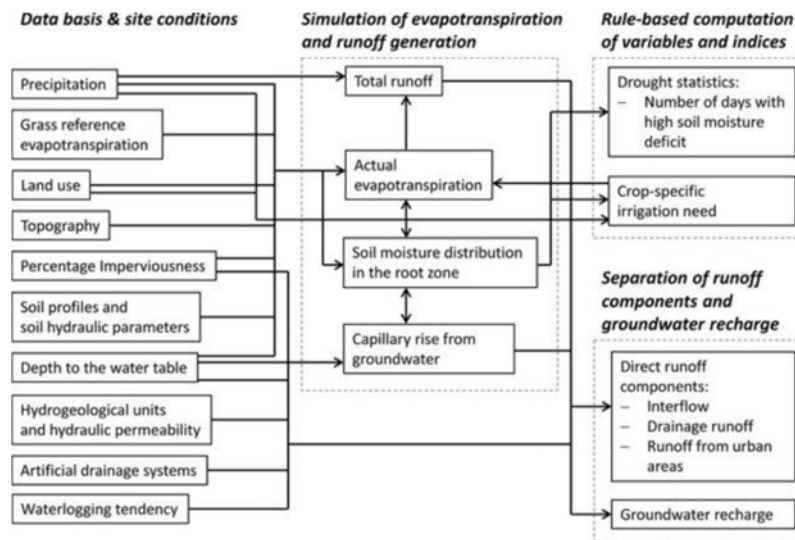 Data basis & site conditions
Precipitation
Grass reference
evapotranspiration
Land use
Topography
Percentage Imperviousness
Soil profiles and
soil hydraulic parameters
Depth to the water table
Hydrogeological units
and hydraulic permeability
Artificial drainage systems
Waterlogging tendency
Simulation of evapotranspiration
and runoff generation
Total runoff
Actual
evapotranspiration
Soil moisture distribution
in the root zone
Capillary rise from
groundwater
Rule-based computation
of variables and indices
Drought statistics:
– Number of days with
high soil moisture
deficit
Crop-specific
irrigation need
Separation of runoff
components and
groundwater recharge
Direct runoff
components:
– Interflow
– Drainage runoff
– Runoff from urban
areas
Groundwater recharge